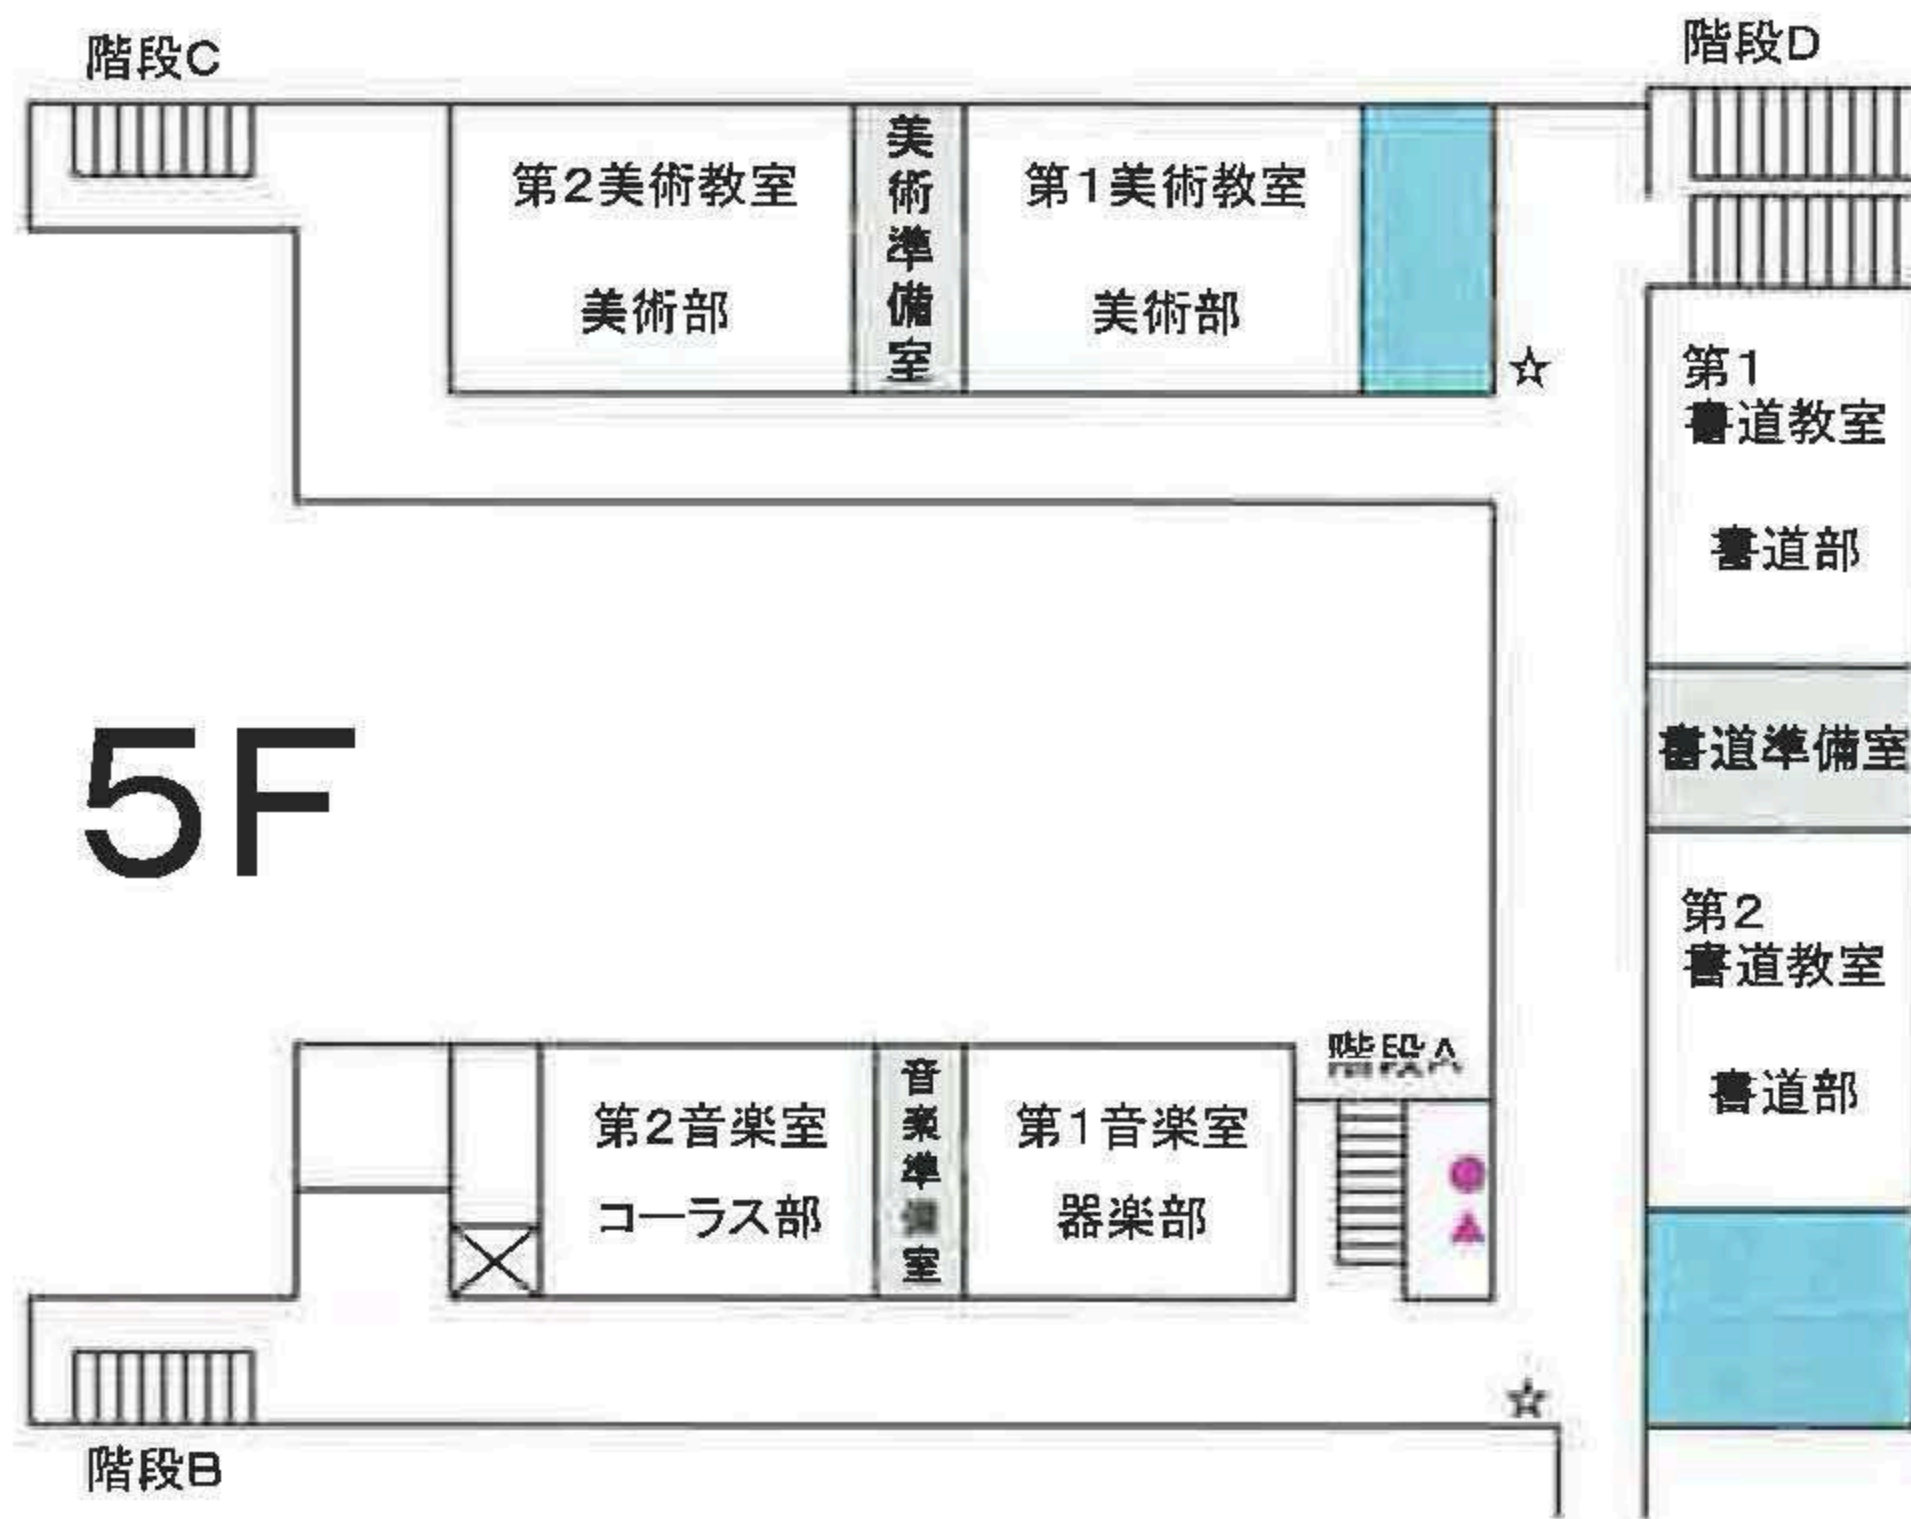 階段C
階段D
第2美術教室
美術部
美術準備室
第1美術教室
美術部
☆
第1
書道教室
書道部
書道準備室
5F
第2
書道教室
書道部
階段A
第2音楽室
コーラス部
音楽準備室
第1音楽室
器楽部
☆
階段B